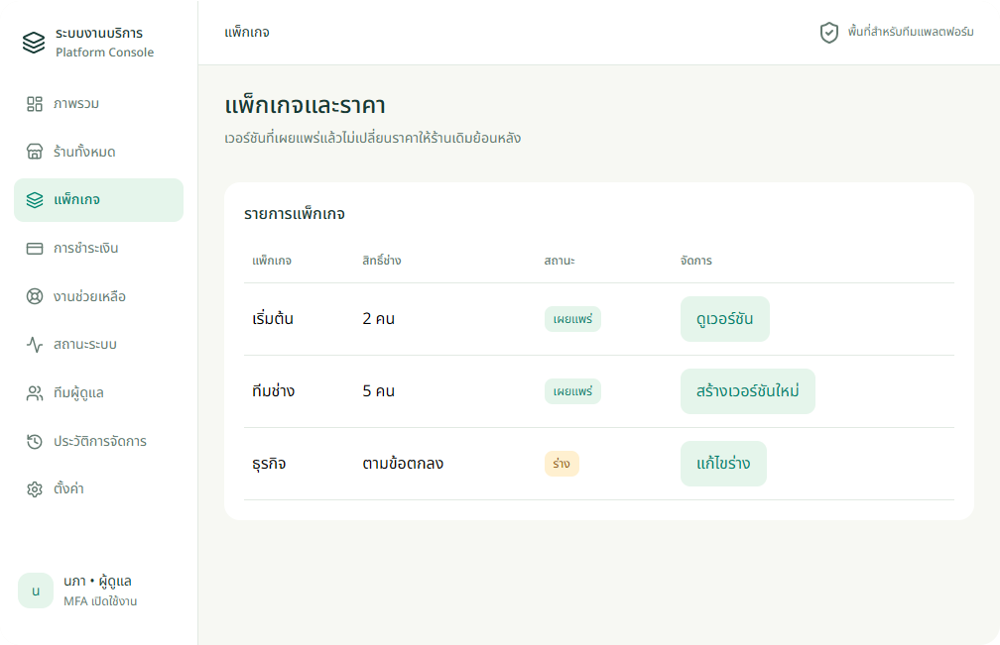 ระบบงานบริการ
Platform Console
ภาพรวม
ร้านทั้งหมด
แพ็กเกจ
การชำระเงิน
งานช่วยเหลือ
สถานะระบบ
ทีมผู้ดูแล
ประวัติการจัดการ
ตั้งค่า
น
นภา • ผู้ดูแล
MFA เปิดใช้งาน
แพ็กเกจ
พื้นที่สำหรับทีมแพลตฟอร์ม
แพ็กเกจและราคา
เวอร์ชันที่เผยแพร่แล้วไม่เปลี่ยนราคาให้ร้านเดิมย้อนหลัง
รายการแพ็กเกจ
แพ็กเกจ สิทธิ์ช่าง สถานะ จัดการ
เริ่มต้น 2 คน เผยแพร่ ดูเวอร์ชัน
ทีมช่าง 5 คน เผยแพร่ สร้างเวอร์ชันใหม่
ธุรกิจ ตามข้อตกลง ร่าง แก้ไขร่าง